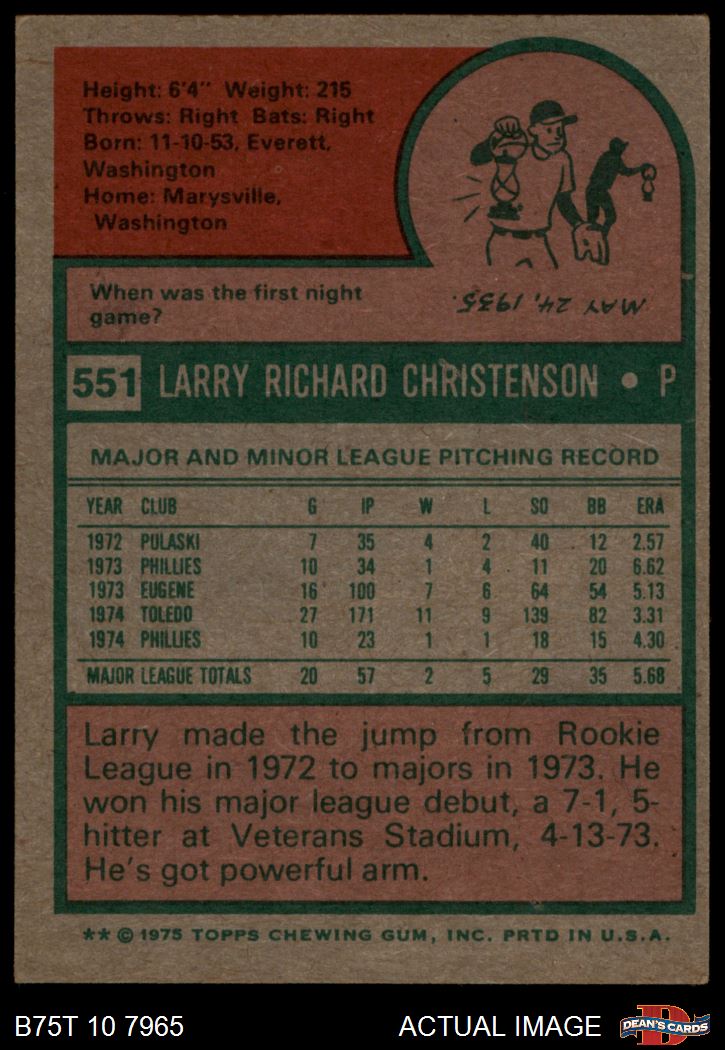 Height: 6'4" Weight: 215
Throws: Right Bats: Right
Born: 11-10-53, Everett,
Washington
Home: Marysville,
Washington
When was the first night
game?
MAY 24, 1935.
551 LARRY RICHARD CHRISTENSON • P
MAJOR AND MINOR LEAGUE PITCHING RECORD
YEAR CLUB G IP W L SO BB ERA
1972 PULASKI 7 35 4 2 40 12 2.57
1973 PHILLIES 10 34 1 4 11 20 6.62
1973 EUGENE 16 100 7 6 64 54 5.13
1974 TOLEDO 27 171 11 9 139 82 3.31
1974 PHILLIES 10 23 1 1 18 15 4.30
MAJOR LEAGUE TOTALS 20 57 2 5 29 35 5.68
Larry made the jump from Rookie
League in 1972 to majors in 1973. He
won his major league debut, a 7-1, 5-
hitter at Veterans Stadium, 4-13-73.
He's got powerful arm.
** © 1975 TOPPS CHEWING GUM, INC. PRTD IN U.S.A.
B75T 10 7965 ACTUAL IMAGE DEAN'S CARDS